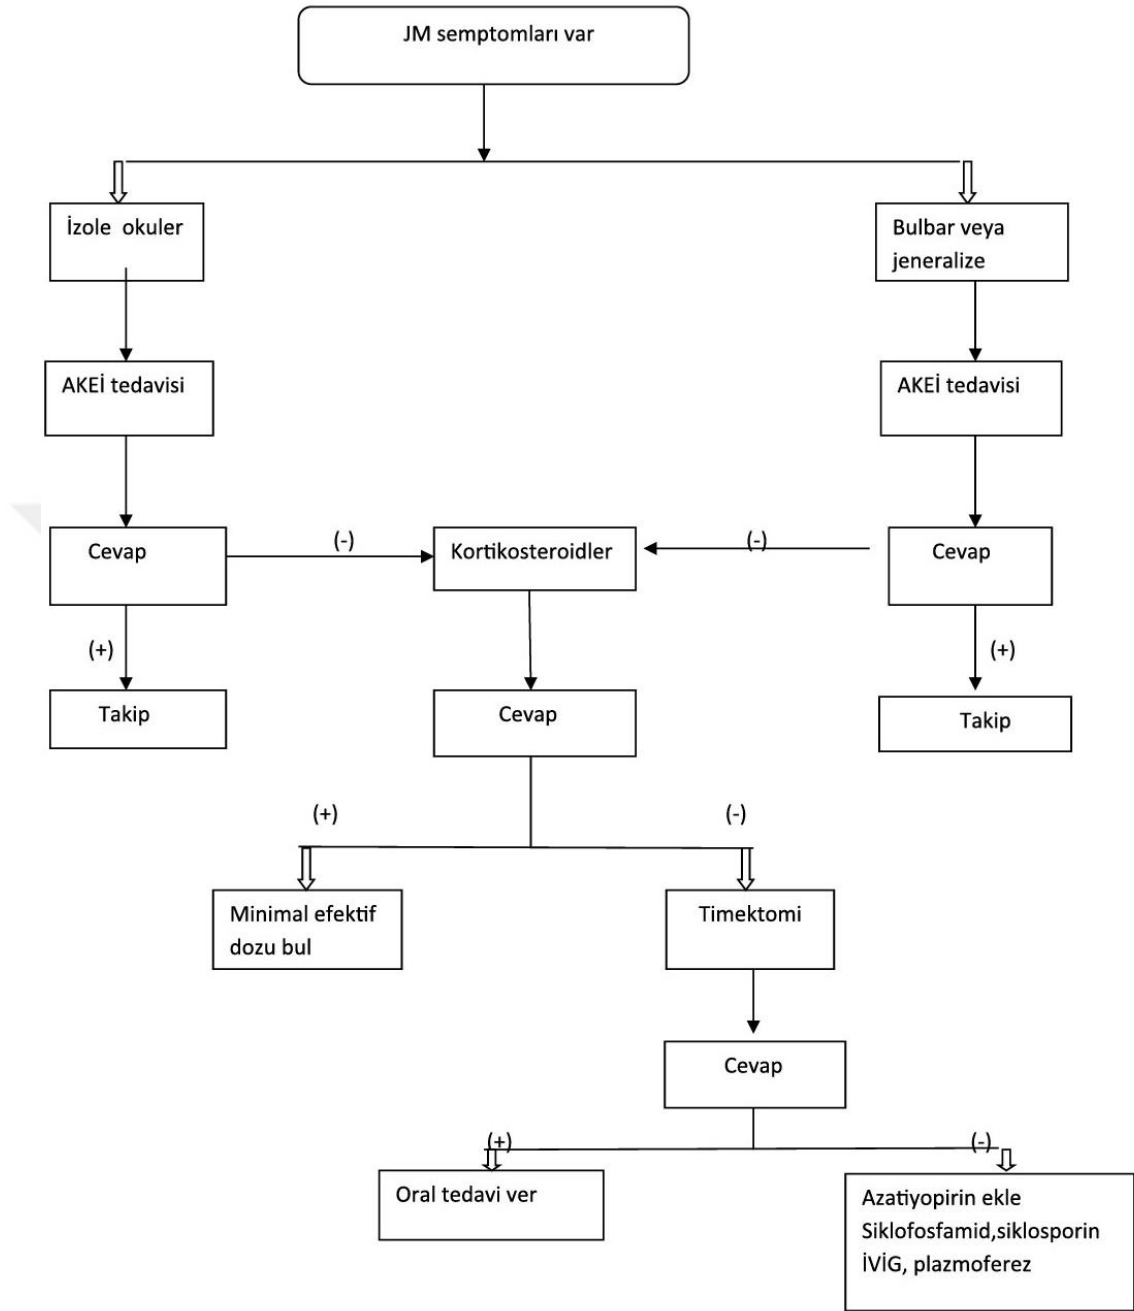 JM semptomları var
İzole okuler
Bulbar veya
jeneralize
AKEİ tedavisi
AKEİ tedavisi
Cevap
(-)
Kortikosteroidler
(-)
Cevap
(+)
(+)
Takip
Cevap
Takip
(+)
(-)
Minimal efektif
dozu bul
Timektomi
Cevap
(+)
(-)
Oral tedavi ver
Azatiyopirin ekle
Siklofosfamid,siklosporin
İVİG, plazmoferez